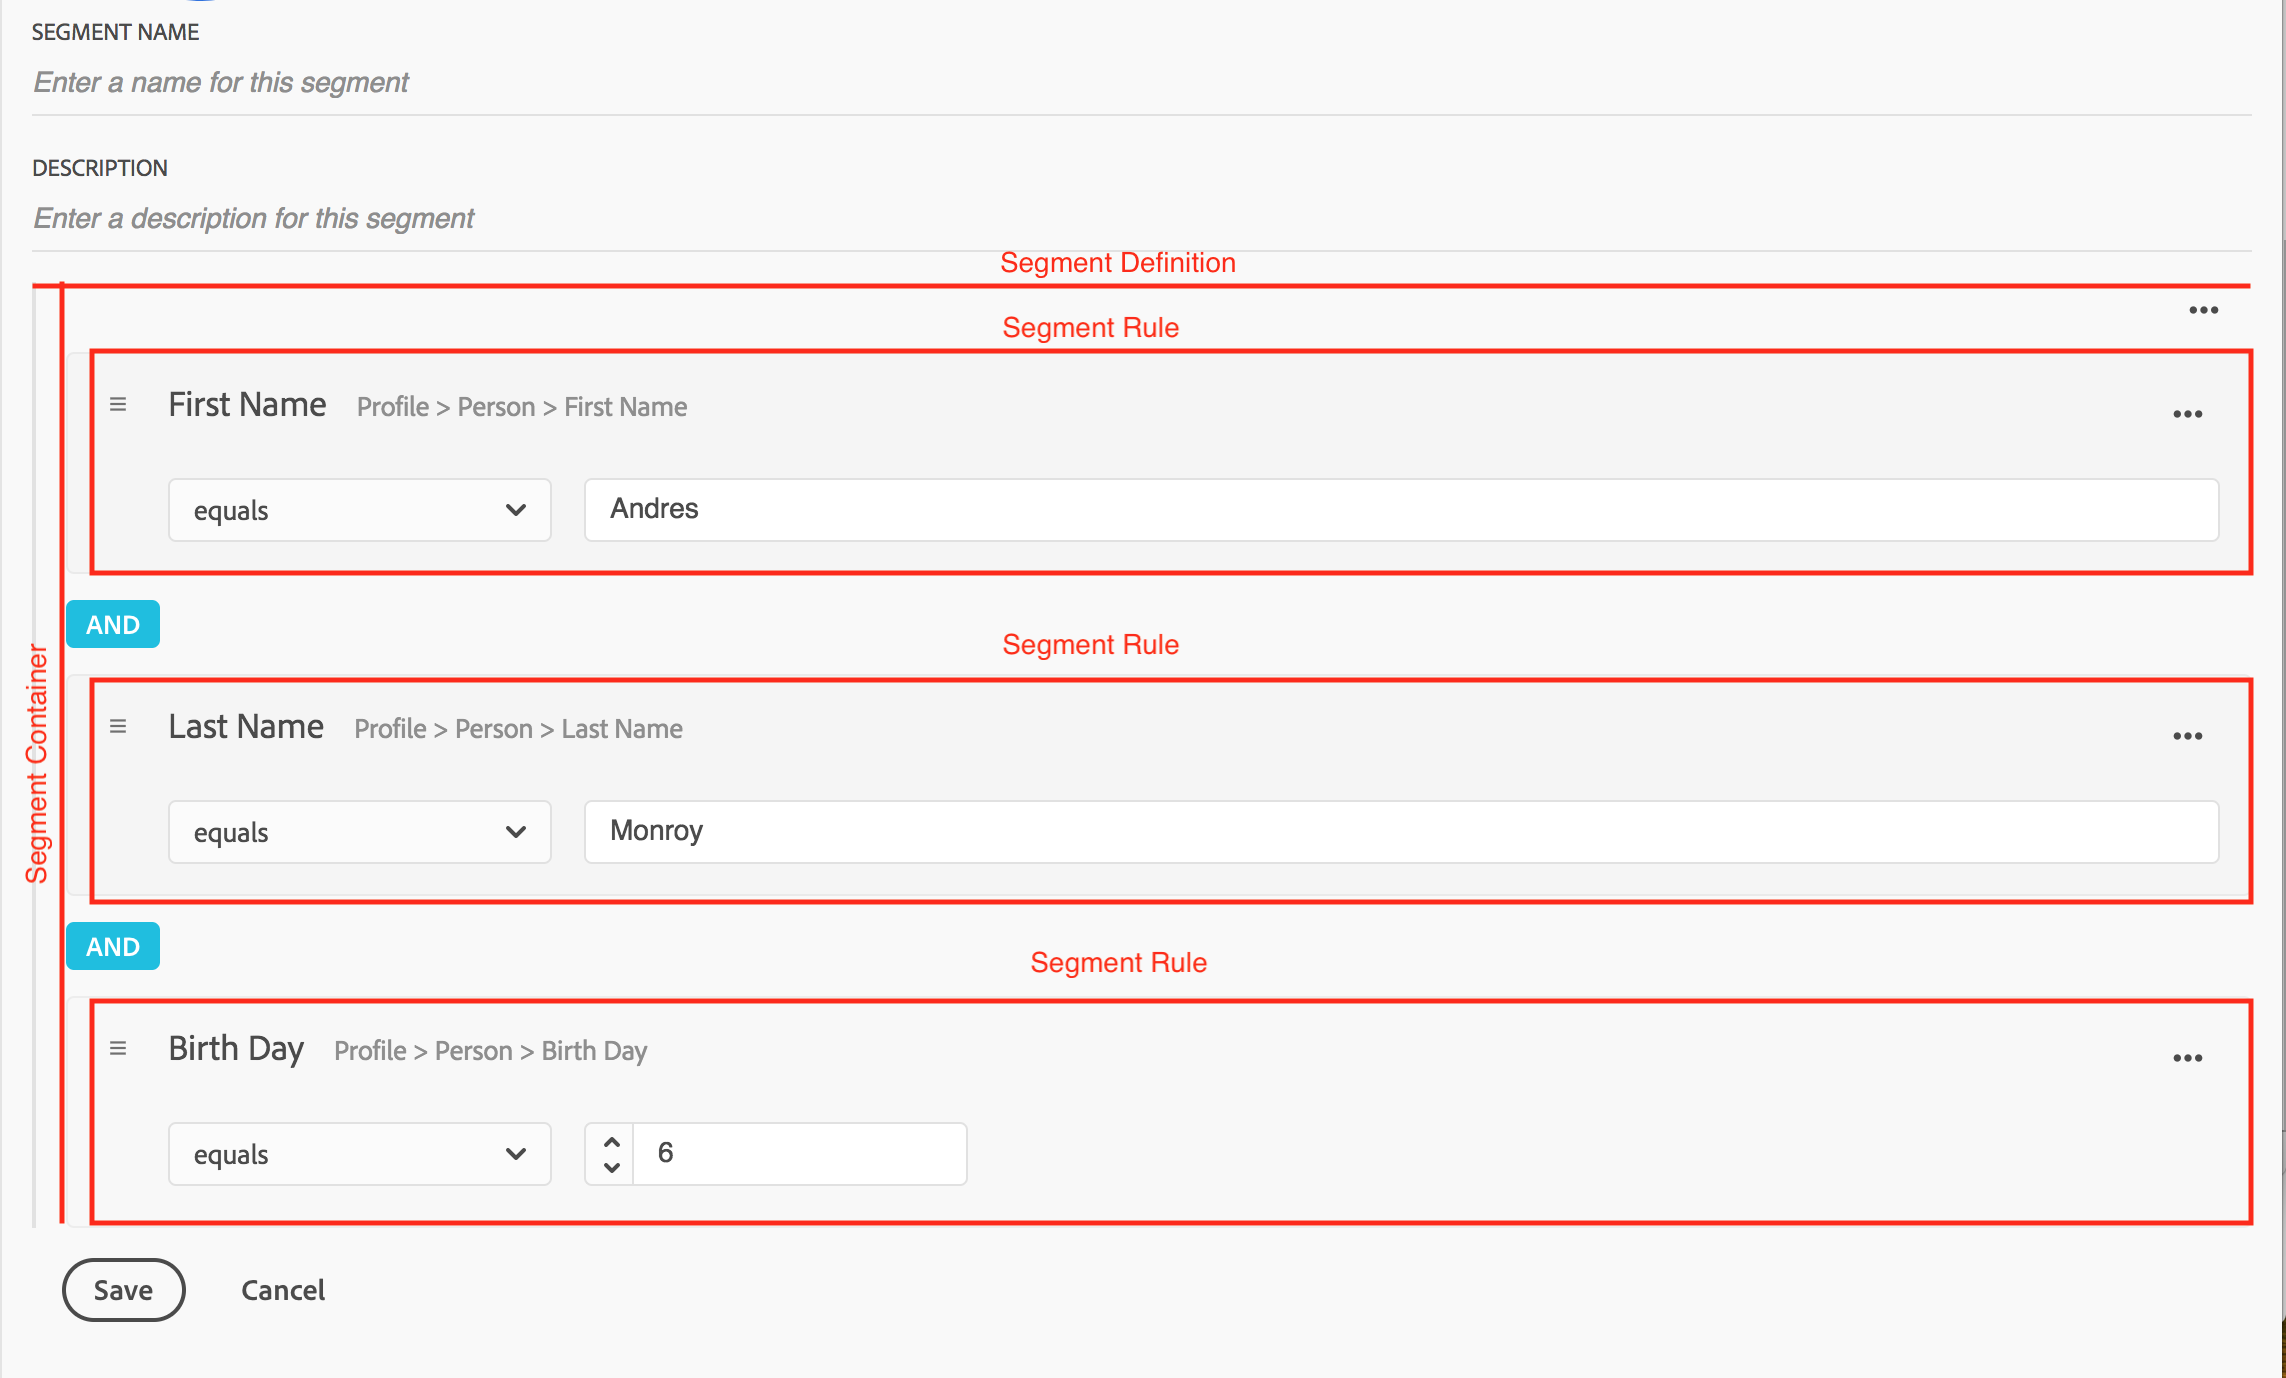 SEGMENT NAME
Enter a name for this segment
DESCRIPTION
Enter a description for this segment
Segment Definition
Segment Container
Segment Rule
First Name Profile > Person > First Name
equals Andres
AND
Segment Rule
Last Name Profile > Person > Last Name
equals Monroy
AND
Segment Rule
Birth Day Profile > Person > Birth Day
equals 6
Save Cancel